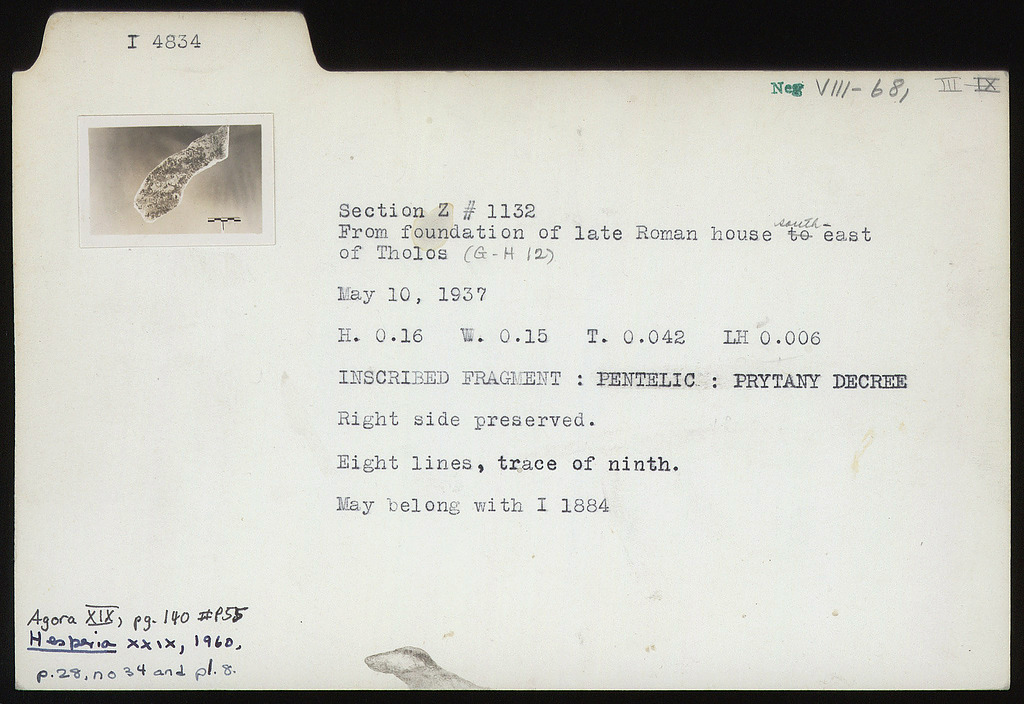 I 4834
Neg VIII-68, III-IX
Section Z # 1132
From foundation of late Roman house to south-east
of Tholos (G-H 12)
May 10, 1937
H. 0.16 W. 0.15 T. 0.042 LH 0.006
INSCRIBED FRAGMENT : PENTELIC : PRYTANY DECREE
Right side preserved.
Eight lines, trace of ninth.
May belong with I 1884
Agora XIX, pg. 140 #P55
Hesperia XXIX, 1960,
p.28, no 34 and pl. 8.